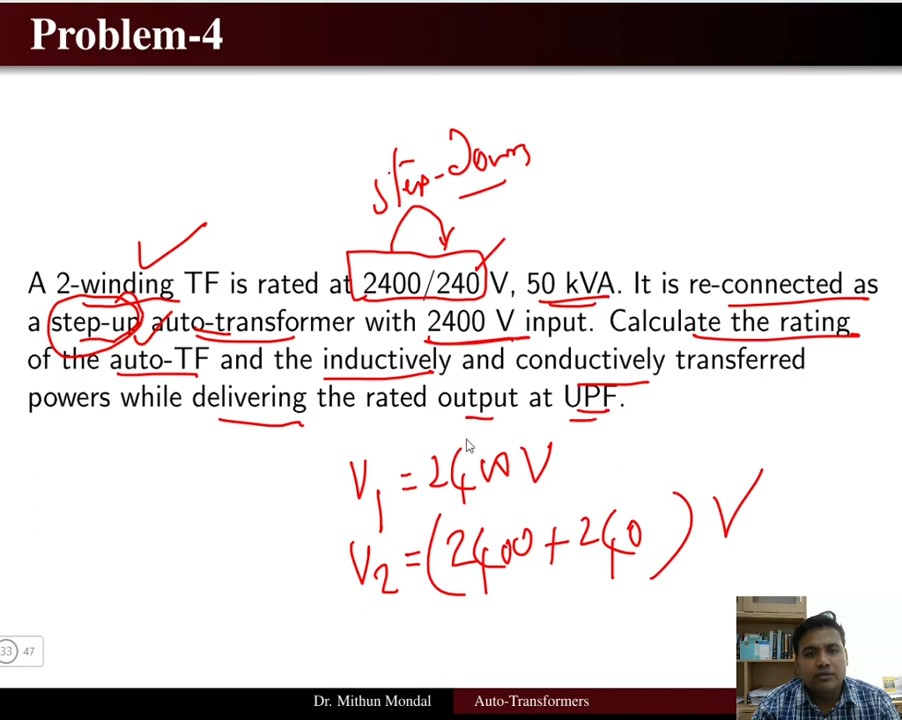 Problem-4
step-Down
A 2-winding TF is rated at 2400/240 V, 50 kVA. It is re-connected as
a step-up auto-transformer with 2400 V input. Calculate the rating
of the auto-TF and the inductively and conductively transferred
powers while delivering the rated output at UPF.
V1 = 2400 V
V2 = (2400 + 240) V
33 47
Dr. Mithun Mondal Auto-Transformers